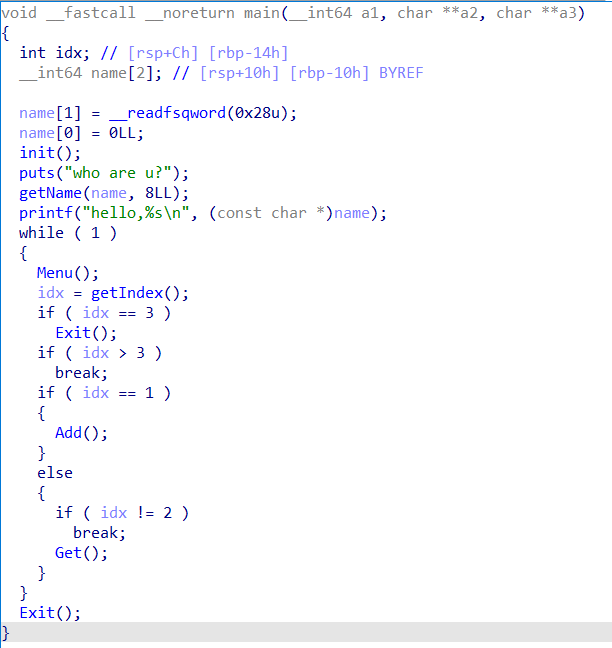 void __fastcall __noreturn main(__int64 a1, char **a2, char **a3)
{
  int idx; // [rsp+Ch] [rbp-14h]
  __int64 name[2]; // [rsp+10h] [rbp-10h] BYREF

  name[1] = __readfsqword(0x28u);
  name[0] = 0LL;
  init();
  puts("who are u?");
  getName(name, 8LL);
  printf("hello,%s\n", (const char *)name);
  while ( 1 )
  {
    Menu();
    idx = getIndex();
    if ( idx == 3 )
      Exit();
    if ( idx > 3 )
      break;
    if ( idx == 1 )
    {
      Add();
    }
    else
    {
      if ( idx != 2 )
        break;
      Get();
    }
  }
  Exit();
}